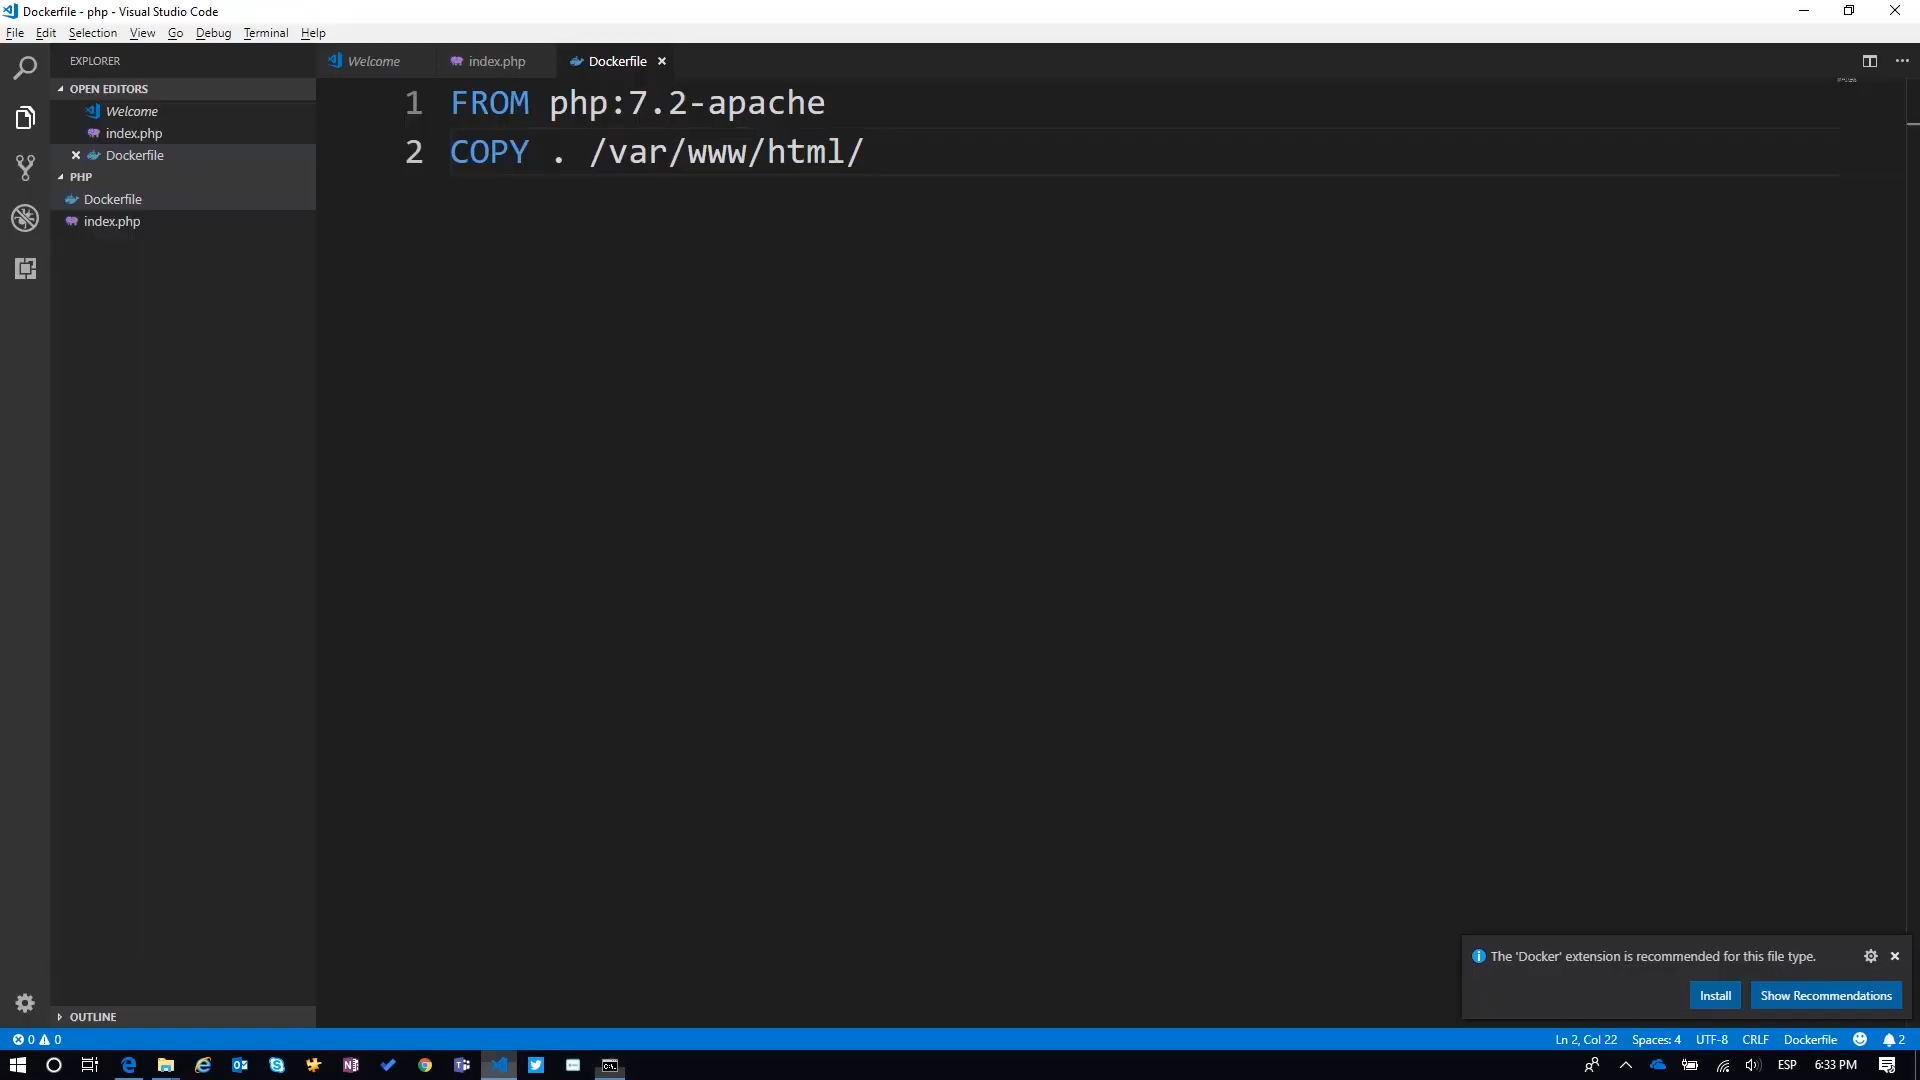 Dockerfile - php - Visual Studio Code
File Edit Selection View Go Debug Terminal Help
EXPLORER
OPEN EDITORS
Welcome
index.php
Dockerfile
PHP
Dockerfile
index.php
OUTLINE
Welcome index.php Dockerfile
1 FROM php:7.2-apache
2 COPY . /var/www/html/
The 'Docker' extension is recommended for this file type.
Install Show Recommendations
0 0 Ln 2, Col 22 Spaces: 4 UTF-8 CRLF Dockerfile 2
ESP 6:33 PM